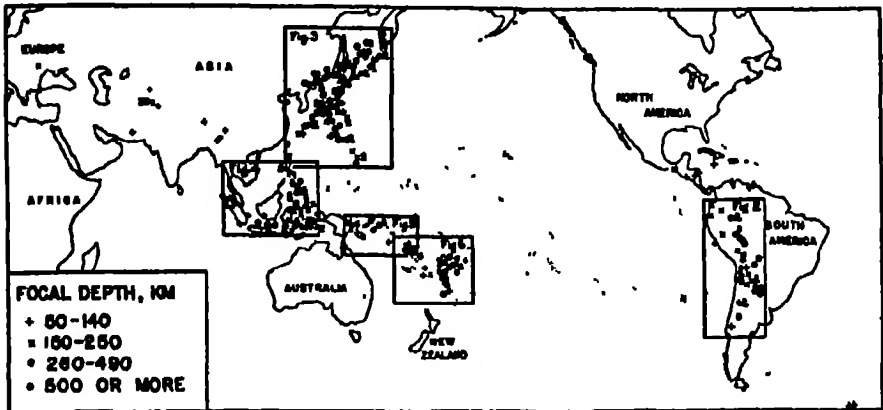 Fig.3
EUROPE
ASIA
NORTH
AMERICA
AFRICA
SOUTH
AMERICA
AUSTRALIA
NEW
ZEALAND
FOCAL DEPTH, KM
+ 80-140
× 150-250
260-490
500 OR MORE